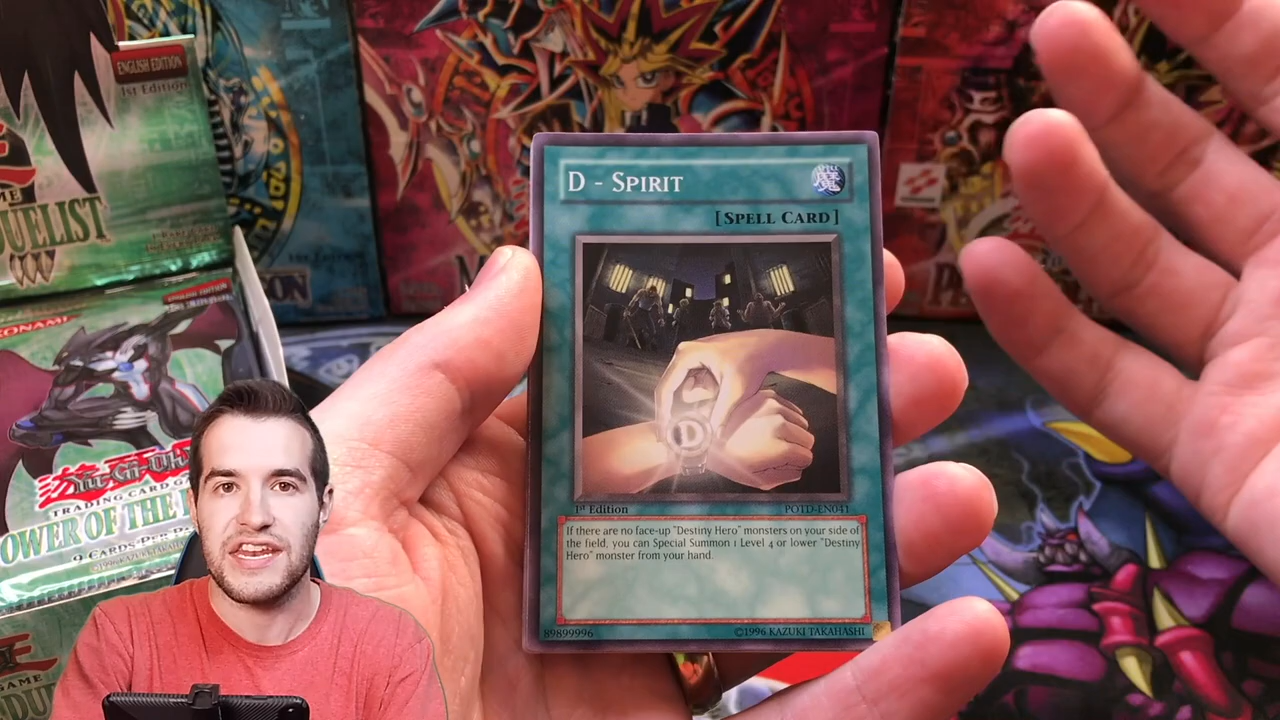 ENGLISH EDITION
1st Edition
DUELIST
ENGLISH EDITION
KONAMI
YU-GI-OH!
TRADING CARD GA
OWER OF THE
9 CARDS PER
GAME
D - SPIRIT
[SPELL CARD]
D
1st Edition
POTD-EN041
If there are no face-up "Destiny Hero" monsters on your side of
the field, you can Special Summon 1 Level 4 or lower "Destiny
Hero" monster from your hand.
89899996
©1996 KAZUKI TAKAHASHI